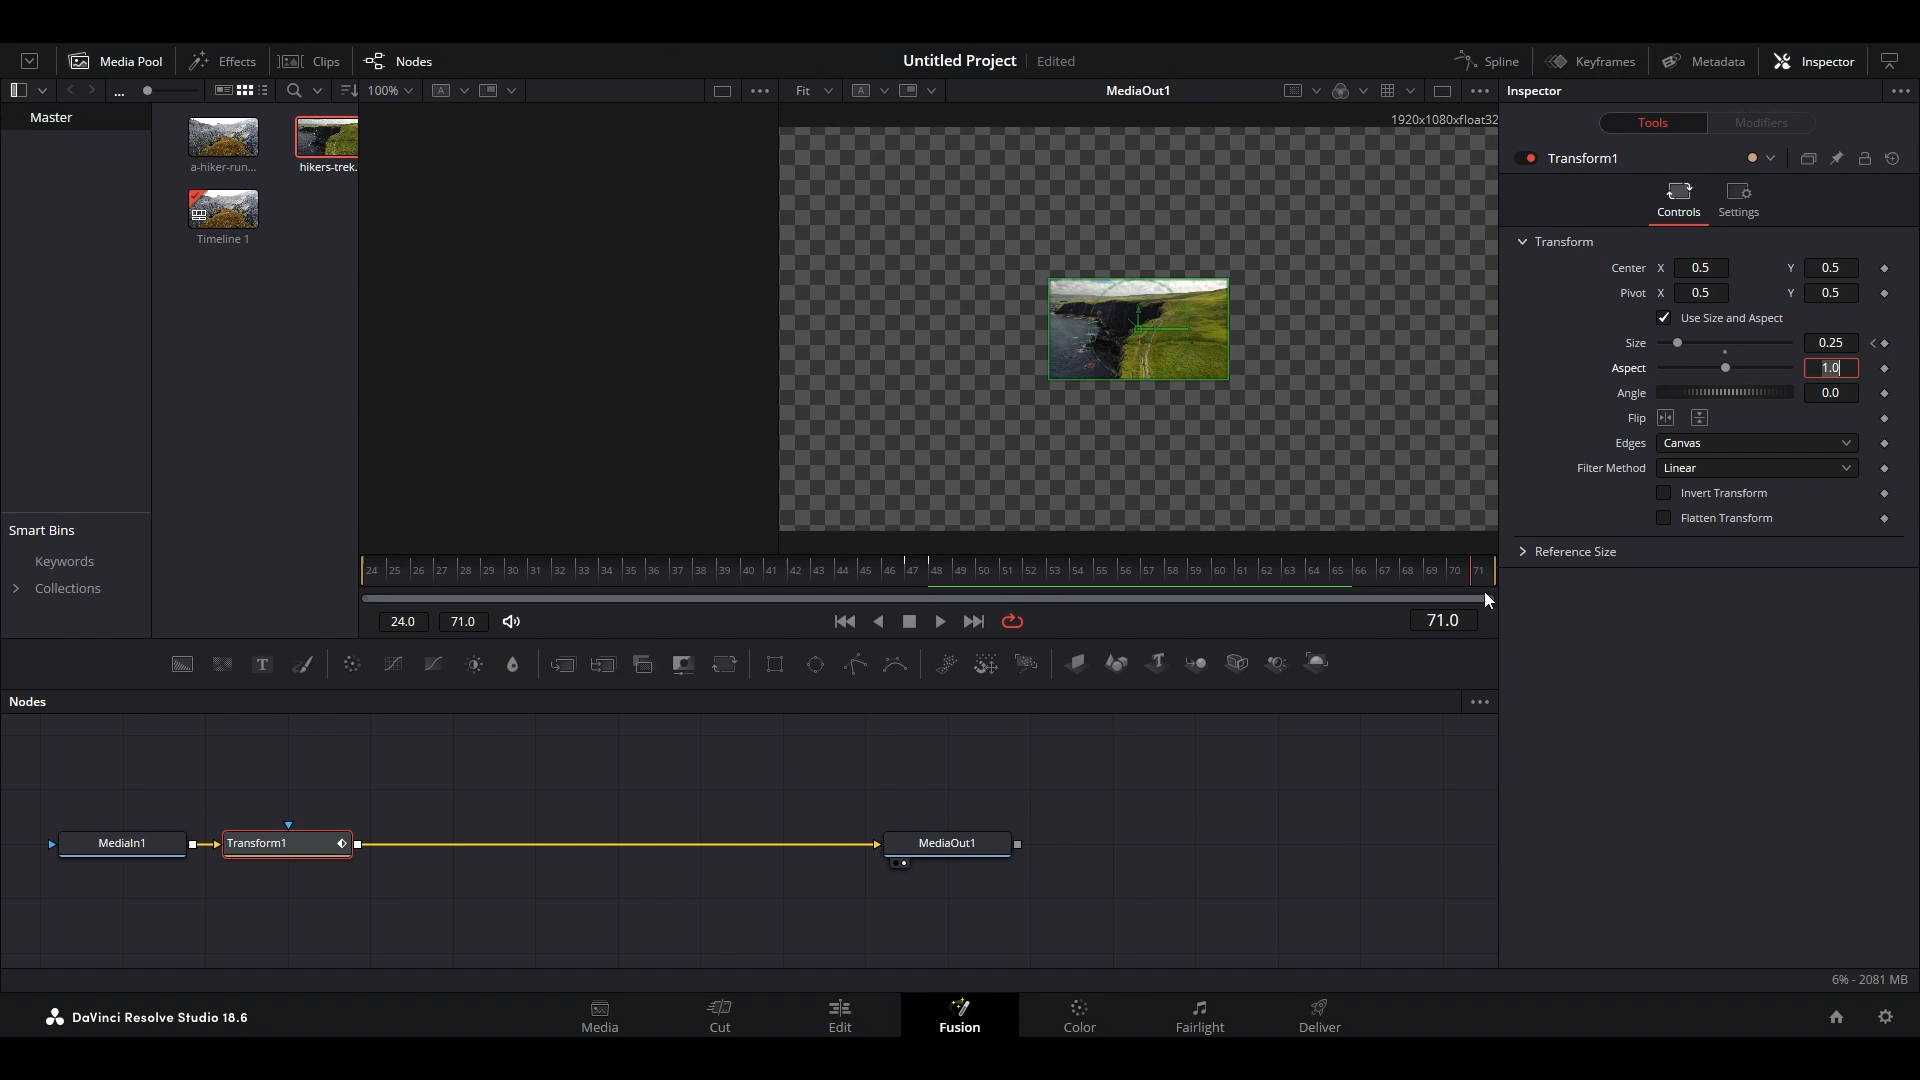 Media Pool Effects Clips Nodes Untitled Project Edited Spline Keyframes Metadata Inspector
... 100% A Fit A MediaOut1 Inspector
Master
1920x1080xfloat32
Tools Modifiers
a-hiker-run... hikers-trek.
Transform1
Controls Settings
Timeline 1
Transform
Center X 0.5 Y 0.5
Pivot X 0.5 Y 0.5
Use Size and Aspect
Size 0.25
Aspect 1.0
Angle 0.0
Flip
Edges Canvas
Filter Method Linear
Invert Transform
Flatten Transform
Reference Size
Smart Bins
Keywords
Collections
24 25 26 27 28 29 30 31 32 33 34 35 36 37 38 39 40 41 42 43 44 45 46 47 48 49 50 51 52 53 54 55 56 57 58 59 60 61 62 63 64 65 66 67 68 69 70 71
24.0 71.0 71.0
T T
Nodes
MediaIn1 Transform1 MediaOut1
6% - 2081 MB
DaVinci Resolve Studio 18.6
Media Cut Edit Fusion Color Fairlight Deliver